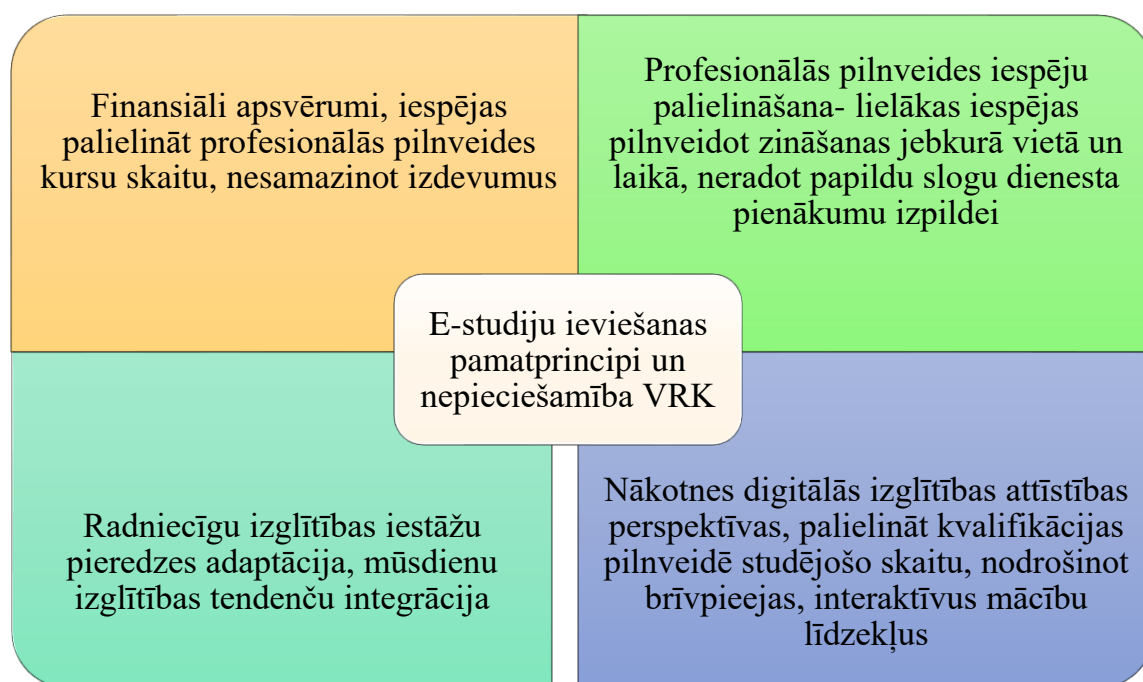 Finansiāli apsvērumi, iespējas
palielināt profesionālās pilnveides
kursu skaitu, nesamazinot izdevumus
Profesionālās pilnveides iespēju
palielināšana- lielākas iespējas
pilnveidot zināšanas jebkurā vietā un
laikā, neradot papildu slogu dienesta
pienākumu izpildei
E-studiju ieviešanas
pamatprincipi un
nepieciešamība VRK
Radniecīgu izglītības iestāžu
pieredzes adaptācija, mūsdienu
izglītības tendenču integrācija
Nākotnes digitālās izglītības attīstības
perspektīvas, palielināt kvalifikācijas
pilnveidē studējošo skaitu, nodrošinot
brīvpieejas, interaktīvus mācību
līdzekļus